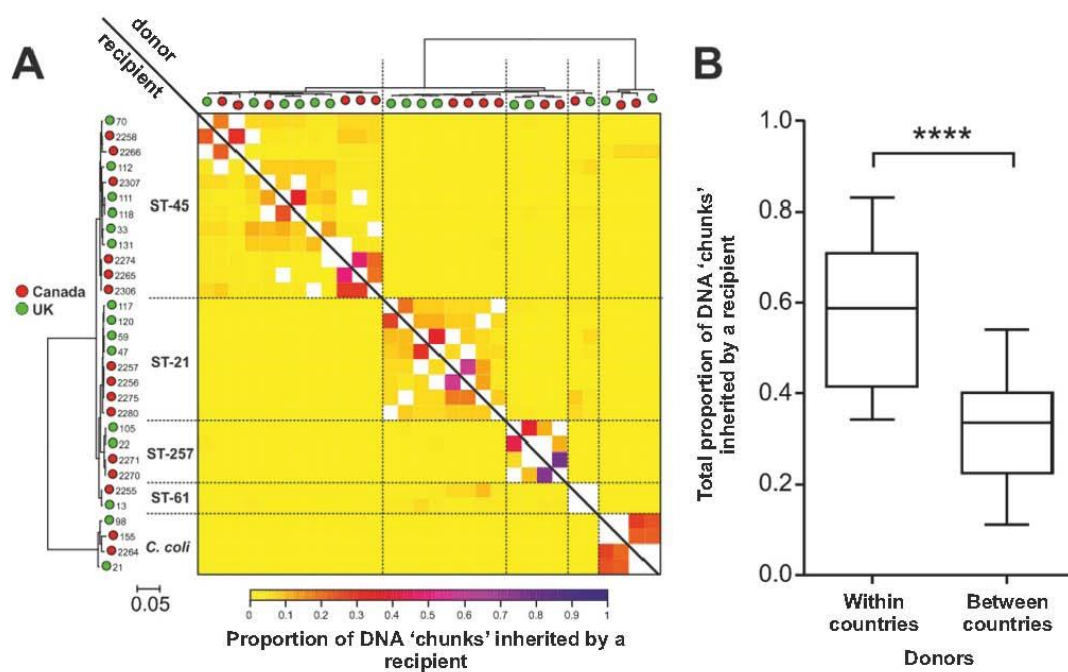 A
donor
recipient
B
70
2258
2266
112
2307
111
118
33
131
2274
2265
2306
117
120
59
47
2257
2256
2275
2280
105
22
2271
2270
2255
13
98
155
2264
21
ST-45
ST-21
ST-257
ST-61
C. coli
Canada
UK
0.05
0 0.1 0.2 0.3 0.4 0.5 0.6 0.7 0.8 0.9 1
Proportion of DNA ‘chunks’ inherited by a
recipient
Total proportion of DNA ‘chunks’
inherited by a recipient
1.0
0.8
0.6
0.4
0.2
0.0
****
Within
countries
Between
countries
Donors